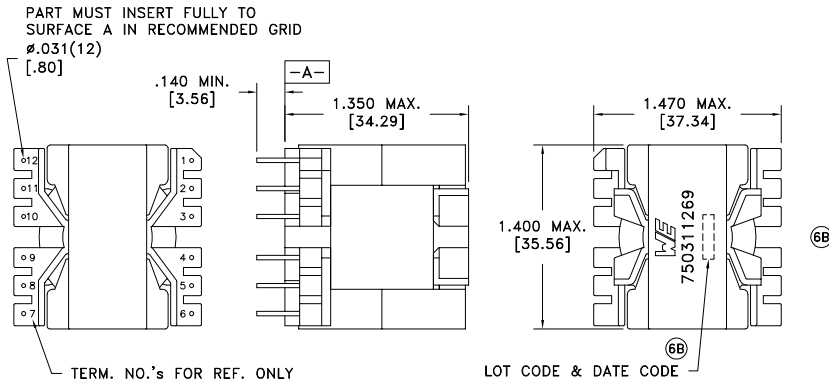 PART MUST INSERT FULLY TO
SURFACE A IN RECOMMENDED GRID
ø.031(12)
[.80]
.140 MIN.
[3.56]
-A-
1.350 MAX.
[34.29]
1.470 MAX.
[37.34]
12
11
10
9
8
7
1
2
3
4
5
6
1.400 MAX.
[35.56]
WE
750311269
6B
6B
TERM. NO.'s FOR REF. ONLY
LOT CODE & DATE CODE